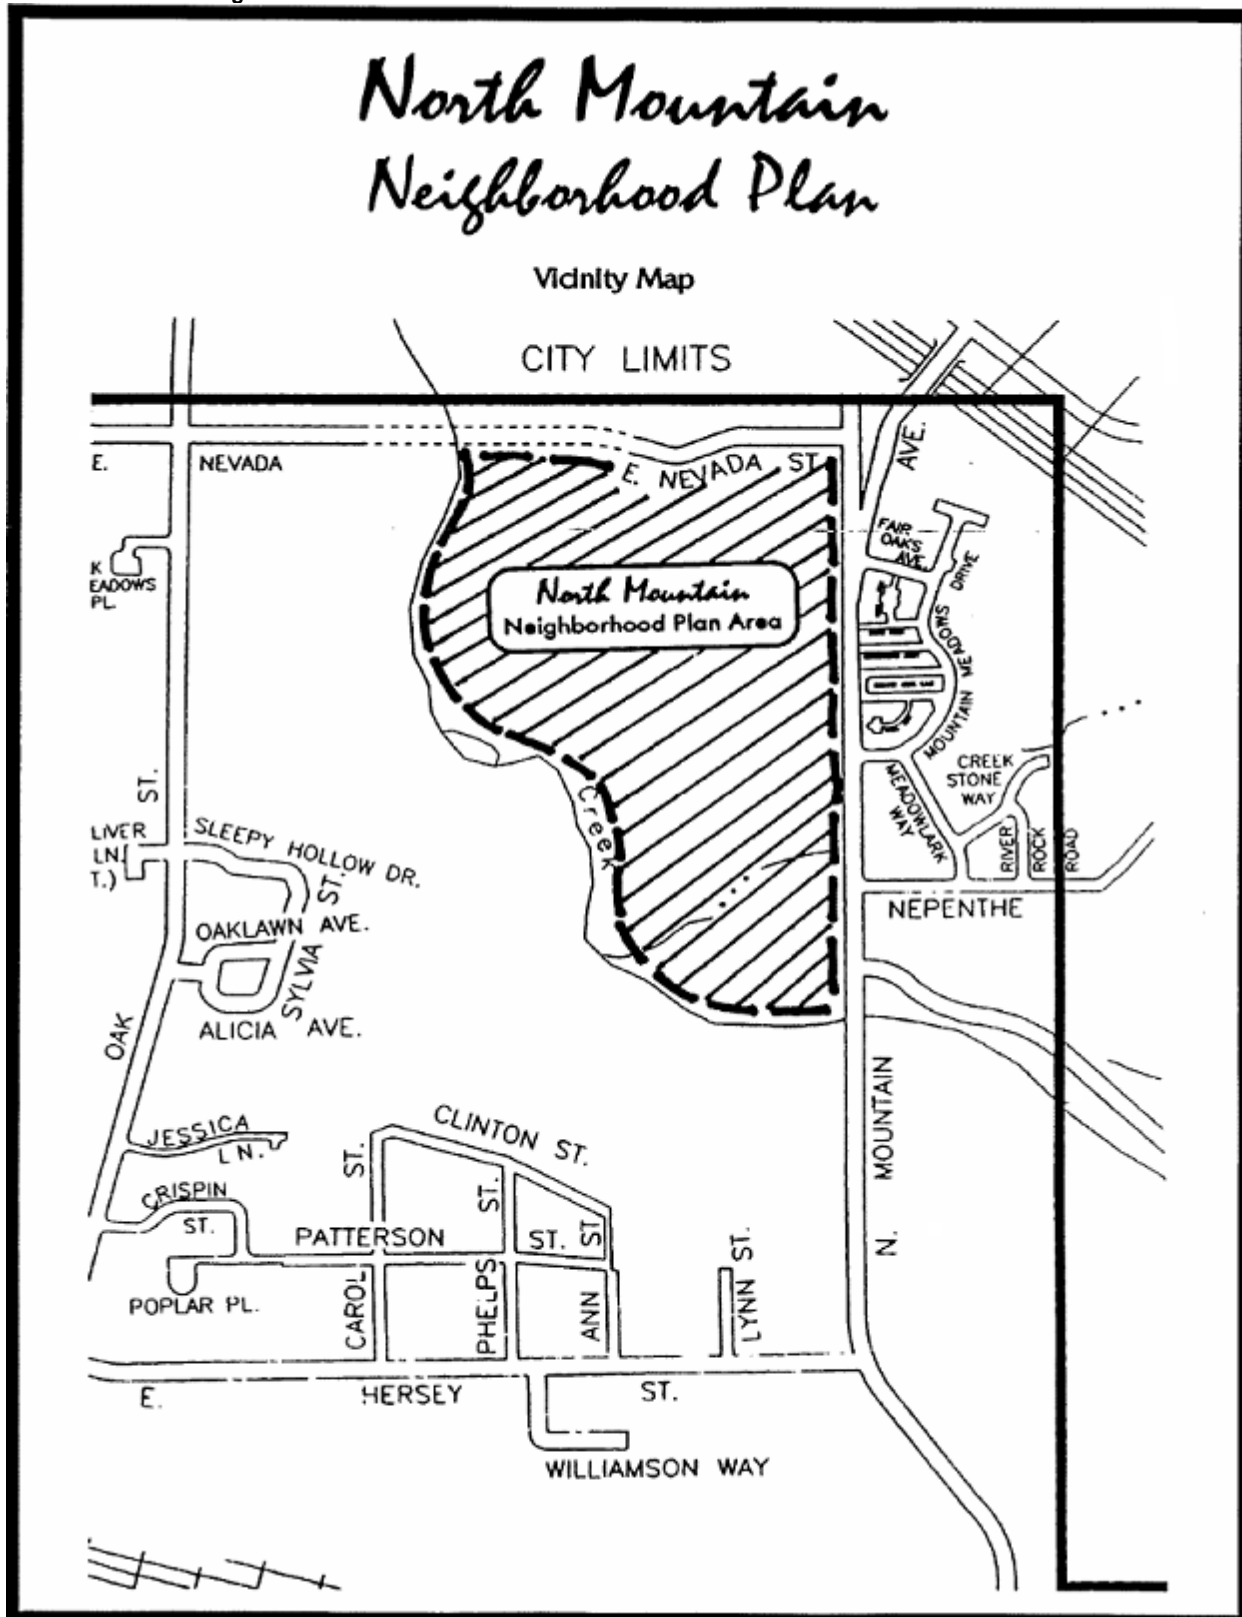 North Mountain
Neighborhood Plan
Vicinity Map
CITY LIMITS
E. NEVADA
E. NEVADA ST.
AVE.
FAIR
OAKS
AVE.
K
EADOWS
PL.
North Mountain
Neighborhood Plan Area
MOUNTAIN MEADOWS DRIVE
CREEK
STONE
WAY
MEADOWLARK
WAY
RIVER
ROCK
ROAD
Creek
ST.
OAK
LIVER
LN.
T.)
SLEEPY HOLLOW DR.
NEPENTHE
OAKLAWN AVE.
SYLVIA ST.
ALICIA AVE.
JESSICA
LN.
CLINTON ST.
N. MOUNTAIN
CRISPIN
ST.
PATTERSON ST.
POPLAR PL.
CAROL ST.
PHELPS ST.
ANN ST
LYNN ST.
E. HERSEY ST.
WILLIAMSON WAY